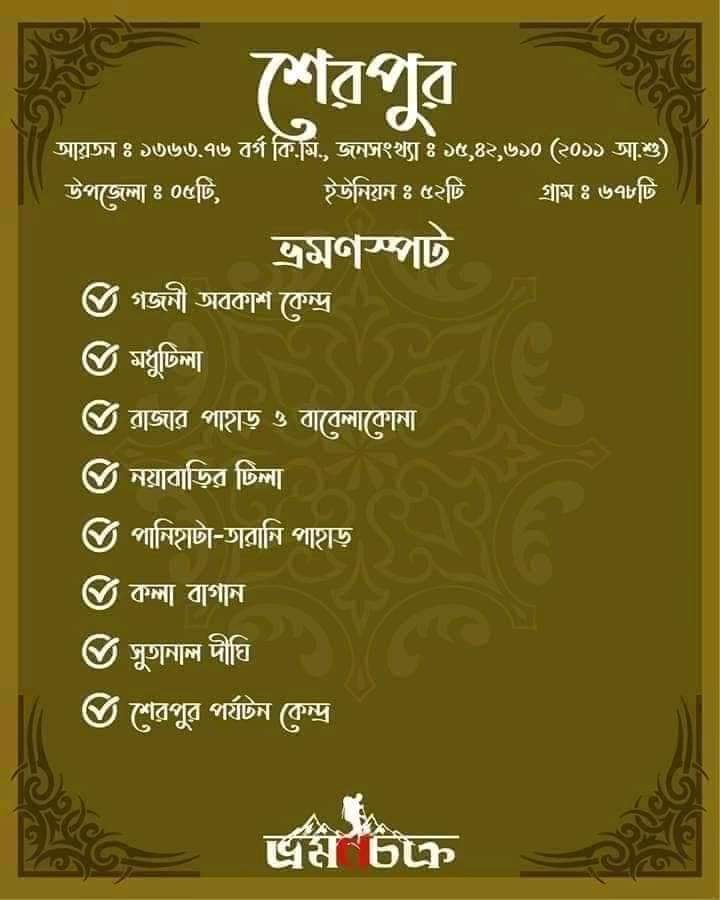 শেরপুর
আয়তন ঃ ১৩৬৩.৭৬ বর্গ কি.মি., জনসংখ্যা ঃ ১৫,৪২,৬১০ (২০১১ আ.শু)
উপজেলা ঃ ০৫টি, ইউনিয়ন ঃ ৫২টি গ্রাম ঃ ৬৭৮টি
ভ্রমণস্পট
গজনী অবকাশ কেন্দ্র
মধুটিলা
রাজার পাহাড় ও বাবেলাকোনা
নয়াবাড়ির টিলা
পানিহাটা-তারানি পাহাড়
কলা বাগান
সুতানাল দীঘি
শেরপুর পর্যটন কেন্দ্র
ভ্রমণচক্র